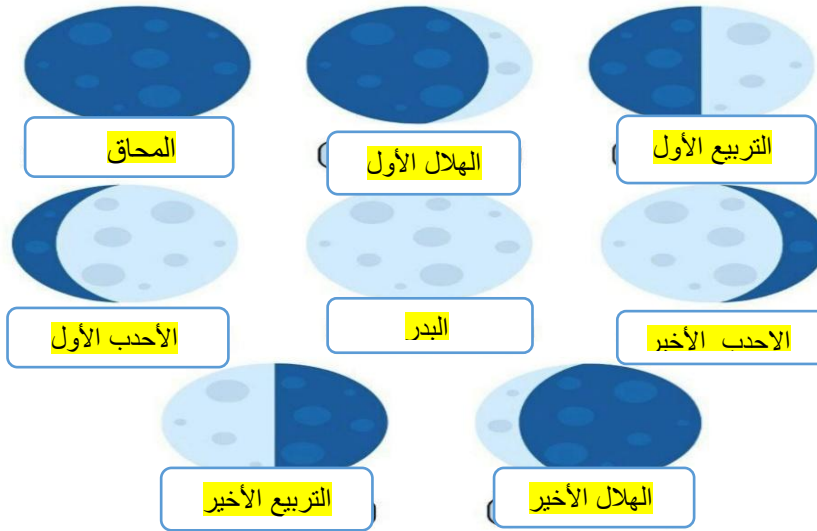 المحاق
الهلال الأول
التربيع الأول
الأحدب الأول
البدر
الاحدب الأخير
التربيع الأخير
الهلال الأخير